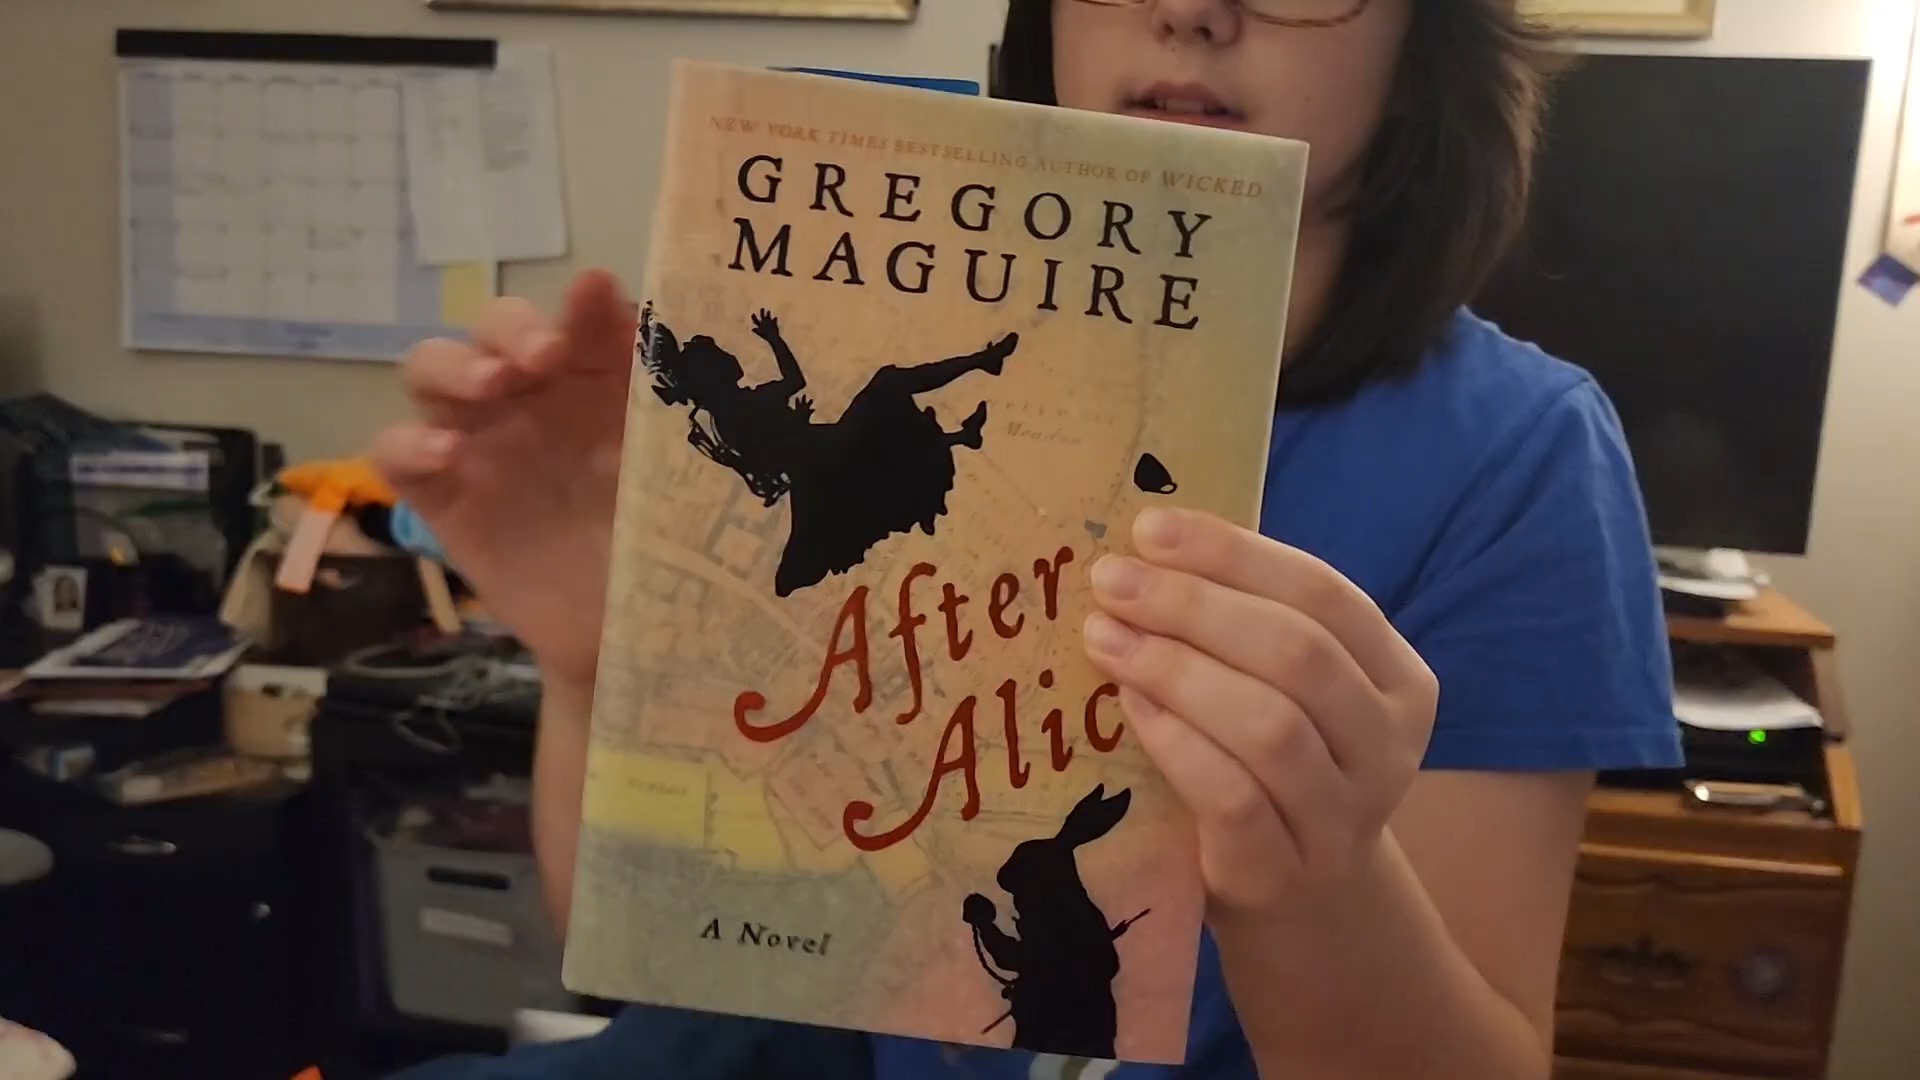 NEW YORK TIMES BESTSELLING AUTHOR OF WICKED
GREGORY
MAGUIRE
After
Alic
A Novel